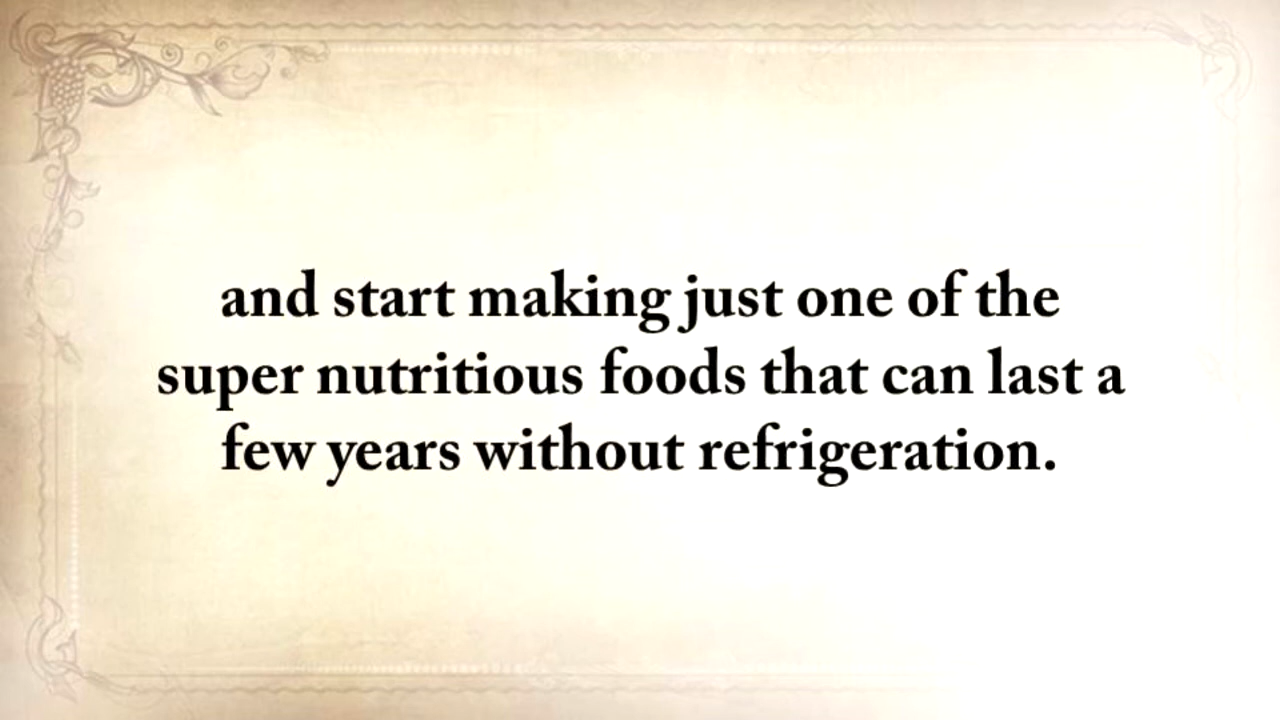 and start making just one of the
super nutritious foods that can last a
few years without refrigeration.